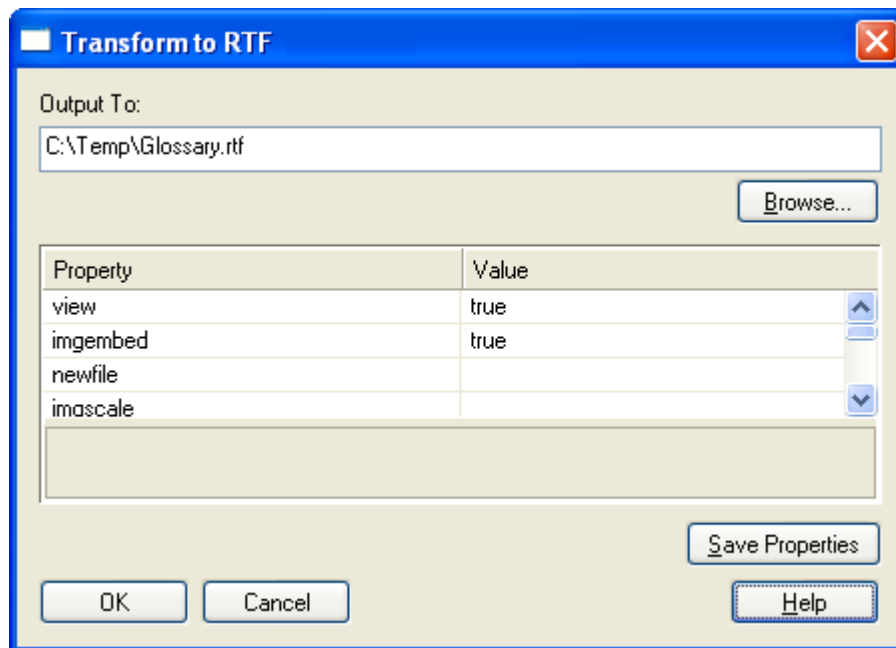 Transform to RTF
Output To:
C:\Temp\Glossary.rtf
Browse...
Property Value
view true
imgembed true
newfile
imgscale
Save Properties
OK Cancel Help